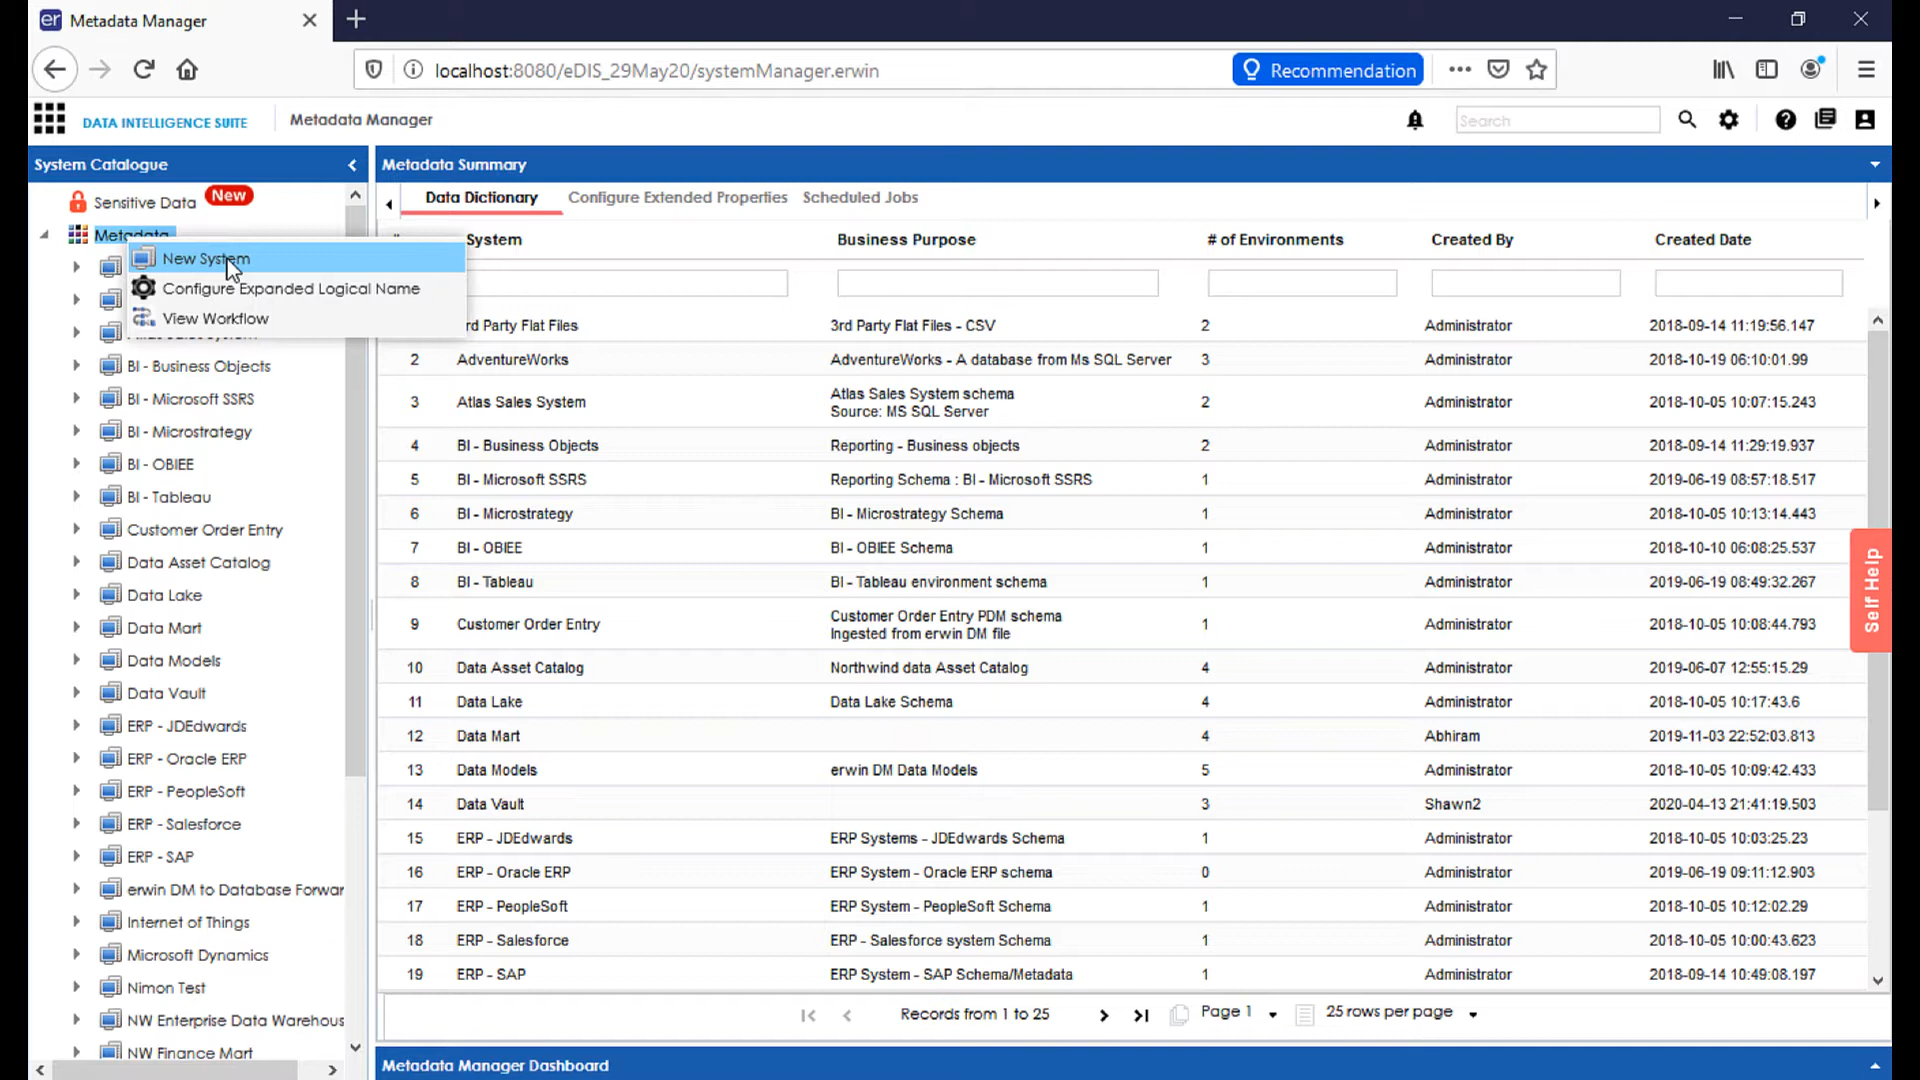 er Metadata Manager
localhost:8080/eDIS_29May20/systemManager.erwin
Recommendation
DATA INTELLIGENCE SUITE
Metadata Manager
Search
System Catalogue
Sensitive Data New
Metadata
New System
Configure Expanded Logical Name
View Workflow
BI - Business Objects
BI - Microsoft SSRS
BI - Microstrategy
BI - OBIEE
BI - Tableau
Customer Order Entry
Data Asset Catalog
Data Lake
Data Mart
Data Models
Data Vault
ERP - JDEdwards
ERP - Oracle ERP
ERP - PeopleSoft
ERP - Salesforce
ERP - SAP
erwin DM to Database Forwar
Internet of Things
Microsoft Dynamics
Nimon Test
NW Enterprise Data Warehous
NW Finance Mart
Metadata Summary
Data Dictionary Configure Extended Properties Scheduled Jobs
System Business Purpose # of Environments Created By Created Date
rd Party Flat Files 3rd Party Flat Files - CSV 2 Administrator 2018-09-14 11:19:56.147
2 AdventureWorks AdventureWorks - A database from Ms SQL Server 3 Administrator 2018-10-19 06:10:01.99
3 Atlas Sales System Atlas Sales System schema 2 Administrator 2018-10-05 10:07:15.243
Source: MS SQL Server
4 BI - Business Objects Reporting - Business objects 2 Administrator 2018-09-14 11:29:19.937
5 BI - Microsoft SSRS Reporting Schema : BI - Microsoft SSRS 1 Administrator 2019-06-19 08:57:18.517
6 BI - Microstrategy BI - Microstrategy Schema 1 Administrator 2018-10-05 10:13:14.443
7 BI - OBIEE BI - OBIEE Schema 1 Administrator 2018-10-10 06:08:25.537
8 BI - Tableau BI - Tableau environment schema 1 Administrator 2019-06-19 08:49:32.267
9 Customer Order Entry Customer Order Entry PDM schema 1 Administrator 2018-10-05 10:08:44.793
Ingested from erwin DM file
10 Data Asset Catalog Northwind data Asset Catalog 4 Administrator 2019-06-07 12:55:15.29
11 Data Lake Data Lake Schema 4 Administrator 2018-10-05 10:17:43.6
12 Data Mart 4 Abhiram 2019-11-03 22:52:03.813
13 Data Models erwin DM Data Models 5 Administrator 2018-10-05 10:09:42.433
14 Data Vault 3 Shawn2 2020-04-13 21:41:19.503
15 ERP - JDEdwards ERP Systems - JDEdwards Schema 1 Administrator 2018-10-05 10:03:25.23
16 ERP - Oracle ERP ERP System - Oracle ERP schema 0 Administrator 2019-06-19 09:11:12.903
17 ERP - PeopleSoft ERP System - PeopleSoft Schema 1 Administrator 2018-10-05 10:12:02.29
18 ERP - Salesforce ERP - Salesforce system Schema 1 Administrator 2018-10-05 10:00:43.623
19 ERP - SAP ERP System - SAP Schema/Metadata 1 Administrator 2018-09-14 10:49:08.197
Records from 1 to 25 Page 1 25 rows per page
Metadata Manager Dashboard
Self Help